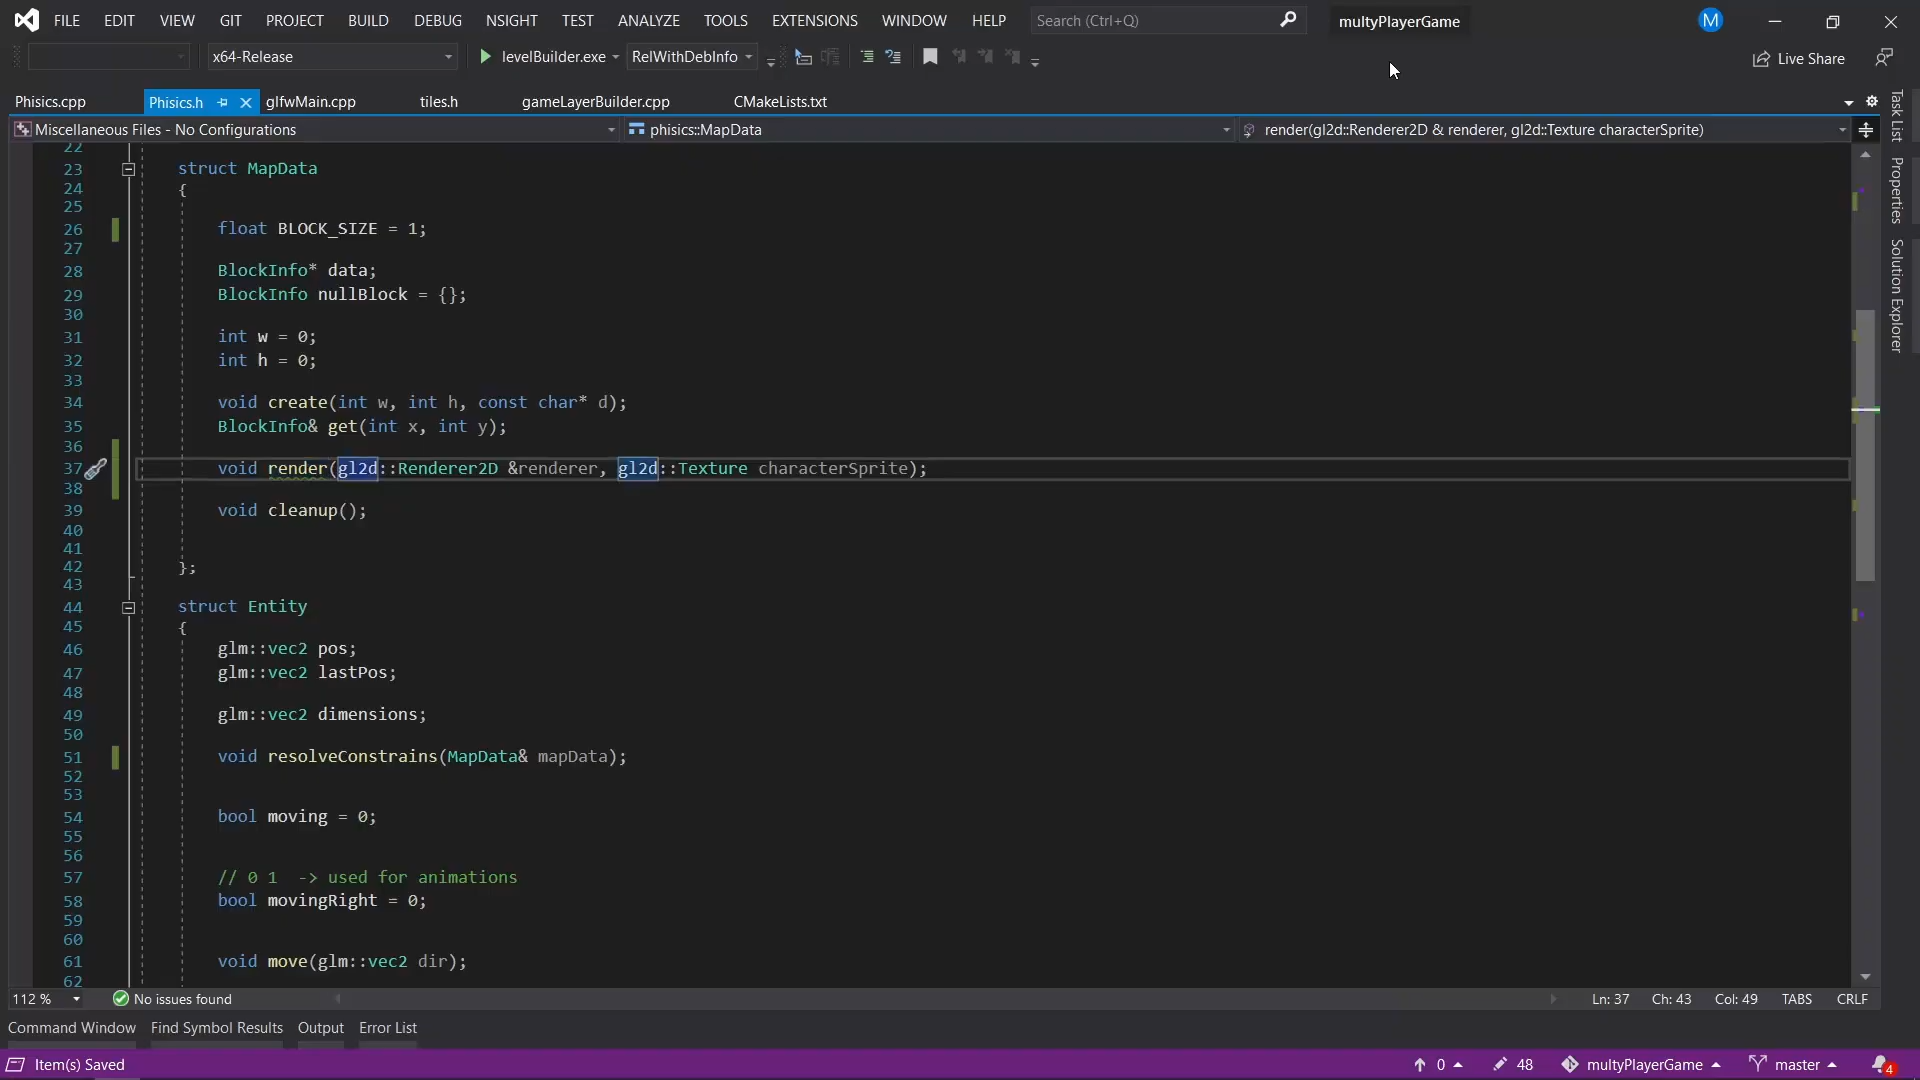 FILE EDIT VIEW GIT PROJECT BUILD DEBUG NSIGHT TEST ANALYZE TOOLS EXTENSIONS WINDOW HELP Search (Ctrl+Q) multyPlayerGame M
x64-Release levelBuilder.exe RelWithDebInfo Live Share
Phisics.cpp Phisics.h glfwMain.cpp tiles.h gameLayerBuilder.cpp CMakeLists.txt
Miscellaneous Files - No Configurations phisics::MapData render(gl2d::Renderer2D & renderer, gl2d::Texture characterSprite)
22
23 struct MapData
24 {
25
26 float BLOCK_SIZE = 1;
27
28 BlockInfo* data;
29 BlockInfo nullBlock = {};
30
31 int w = 0;
32 int h = 0;
33
34 void create(int w, int h, const char* d);
35 BlockInfo& get(int x, int y);
36
37 void render(gl2d::Renderer2D &renderer, gl2d::Texture characterSprite);
38
39 void cleanup();
40
41
42 };
43
44 struct Entity
45 {
46 glm::vec2 pos;
47 glm::vec2 lastPos;
48
49 glm::vec2 dimensions;
50
51 void resolveConstrains(MapData& mapData);
52
53
54 bool moving = 0;
55
56
57 // 0 1  -> used for animations
58 bool movingRight = 0;
59
60
61 void move(glm::vec2 dir);
62
Task List
Properties
Solution Explorer
112 % No issues found Ln: 37 Ch: 43 Col: 49 TABS CRLF
Command Window Find Symbol Results Output Error List
Item(s) Saved 0 48 multyPlayerGame master 4